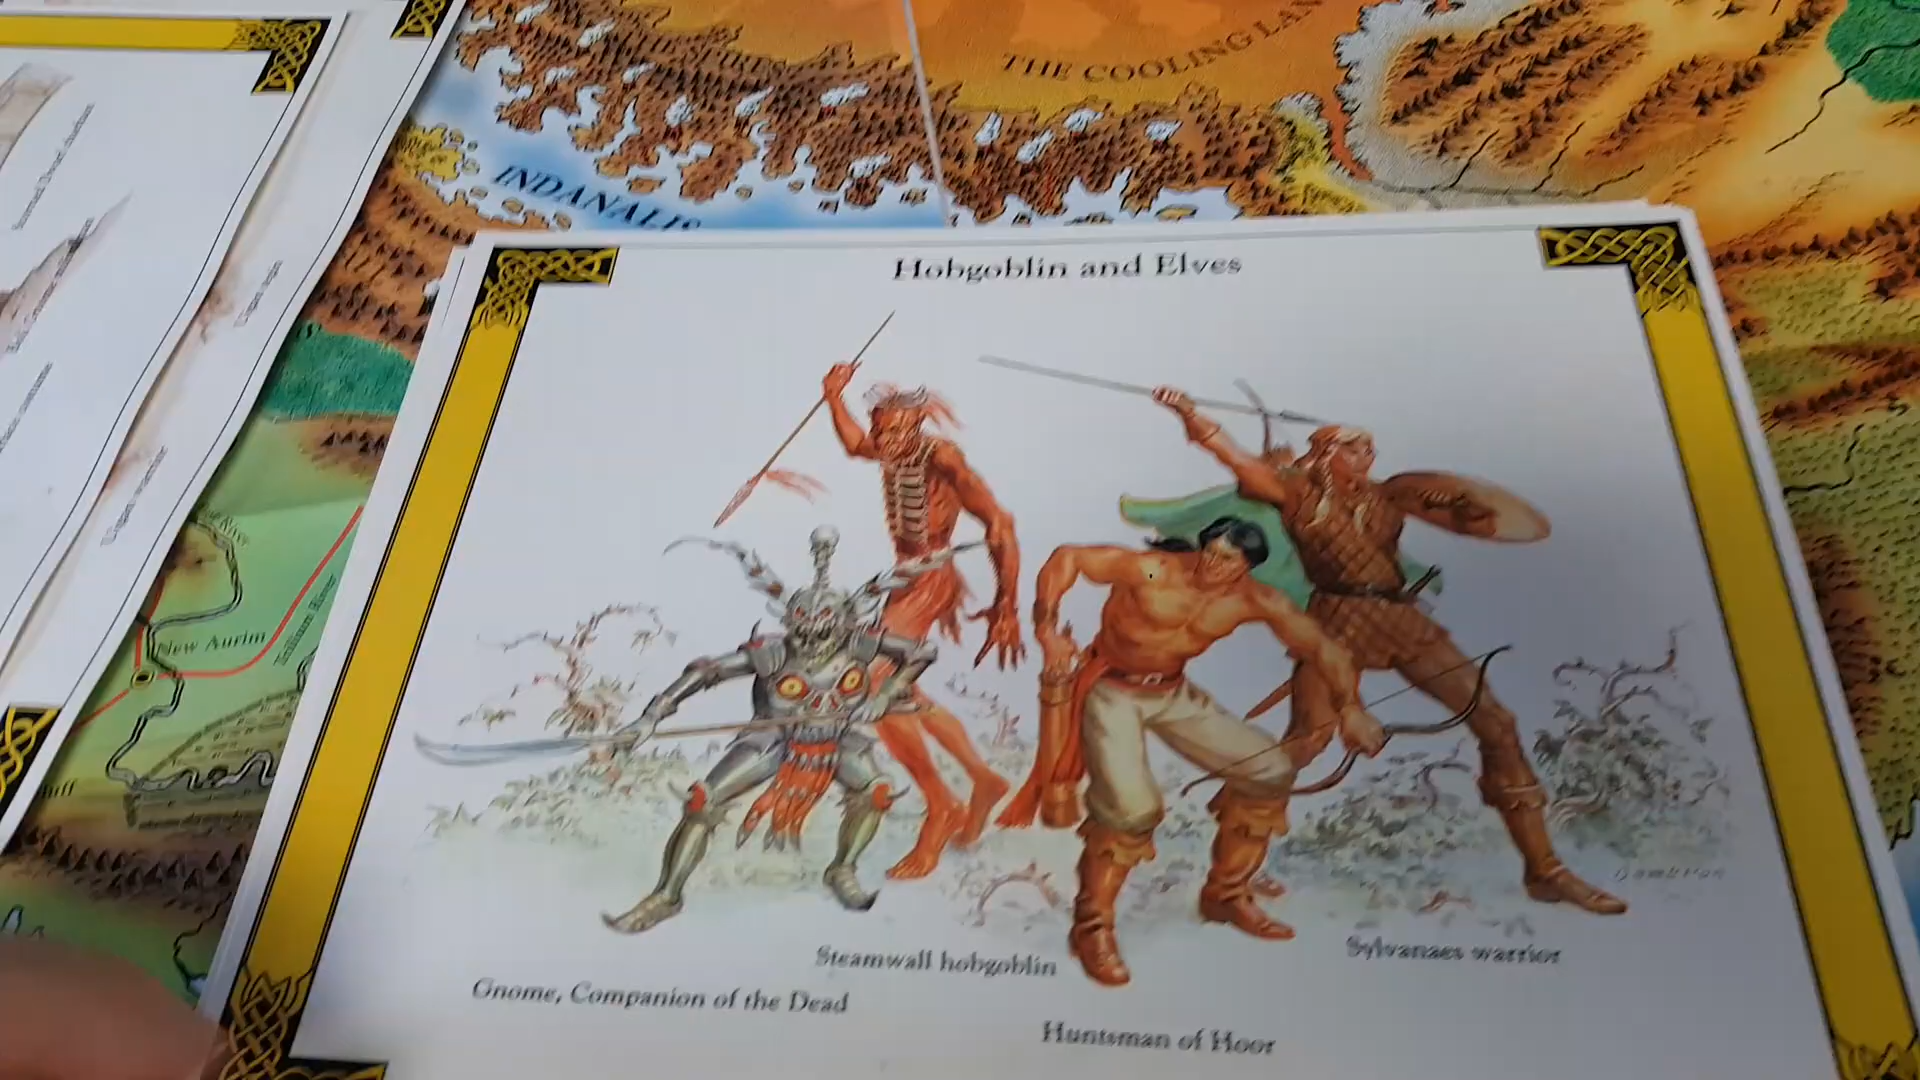 THE COOLING LAN
INDANALIS
Hobgoblin and Elves
New Aurim
Steamwall hobgoblin
Sylvanaes warrior
Gnome, Companion of the Dead
Huntsman of Hoor